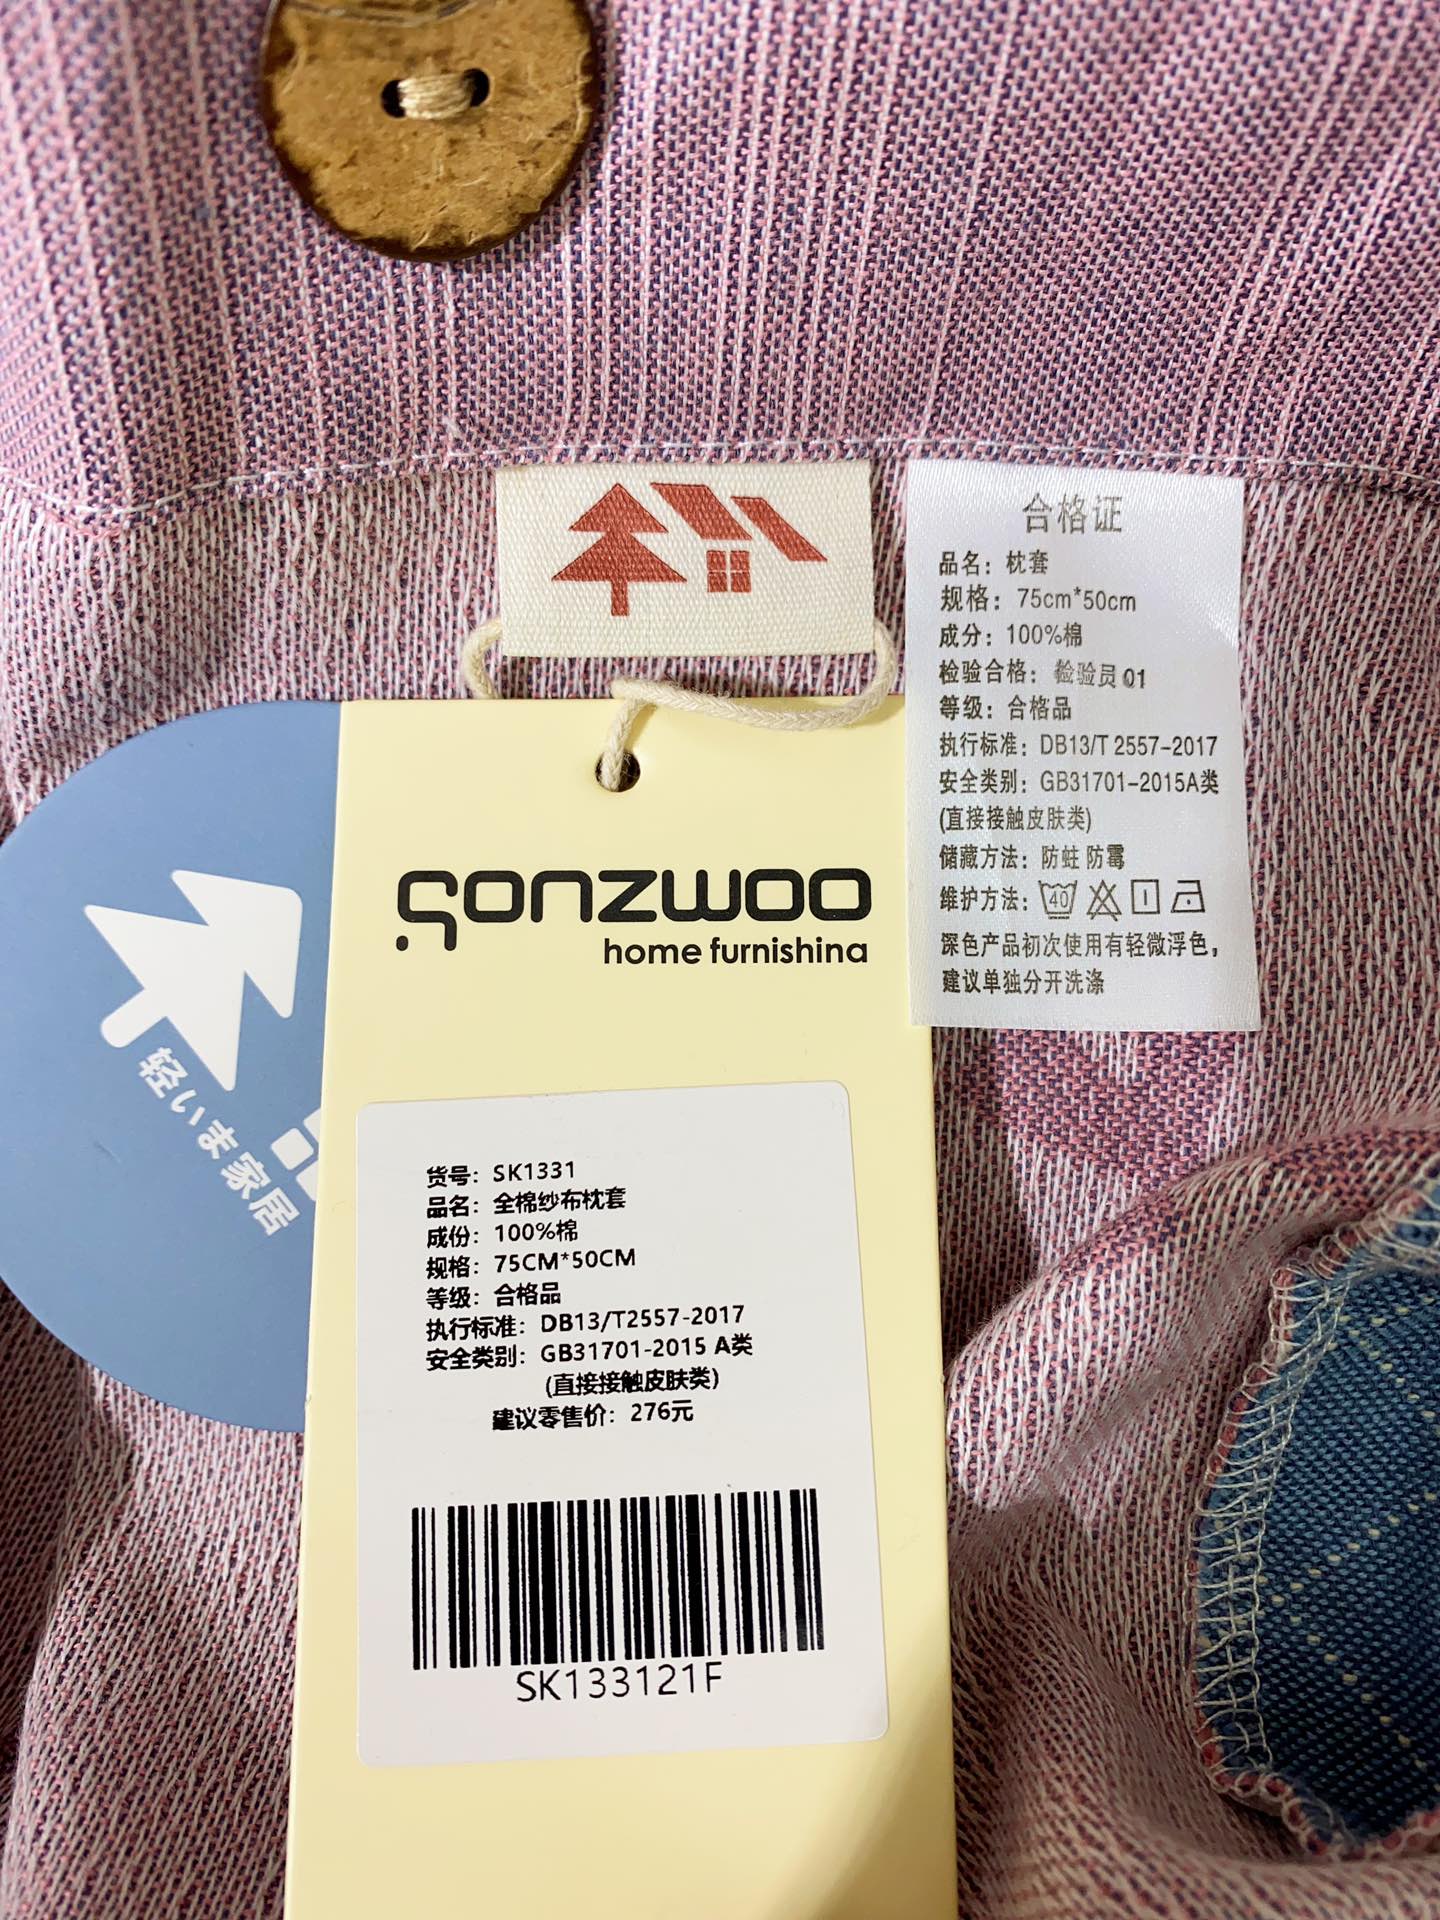 合格证
品名：枕套
规格：75cm*50cm
成分：100%棉
检验合格：检验员01
等级：合格品
执行标准：DB13/T 2557-2017
安全类别：GB31701-2015A类
(直接接触皮肤类)
储藏方法：防蛀 防霉
维护方法：40
深色产品初次使用有轻微浮色，
建议单独分开洗涤
gonzwoo
home furnishina
軽いま家居
货号：SK1331
品名：全棉纱布枕套
成份：100%棉
规格：75CM*50CM
等级：合格品
执行标准：DB13/T2557-2017
安全类别：GB31701-2015 A类
(直接接触皮肤类)
建议零售价：276元
SK133121F